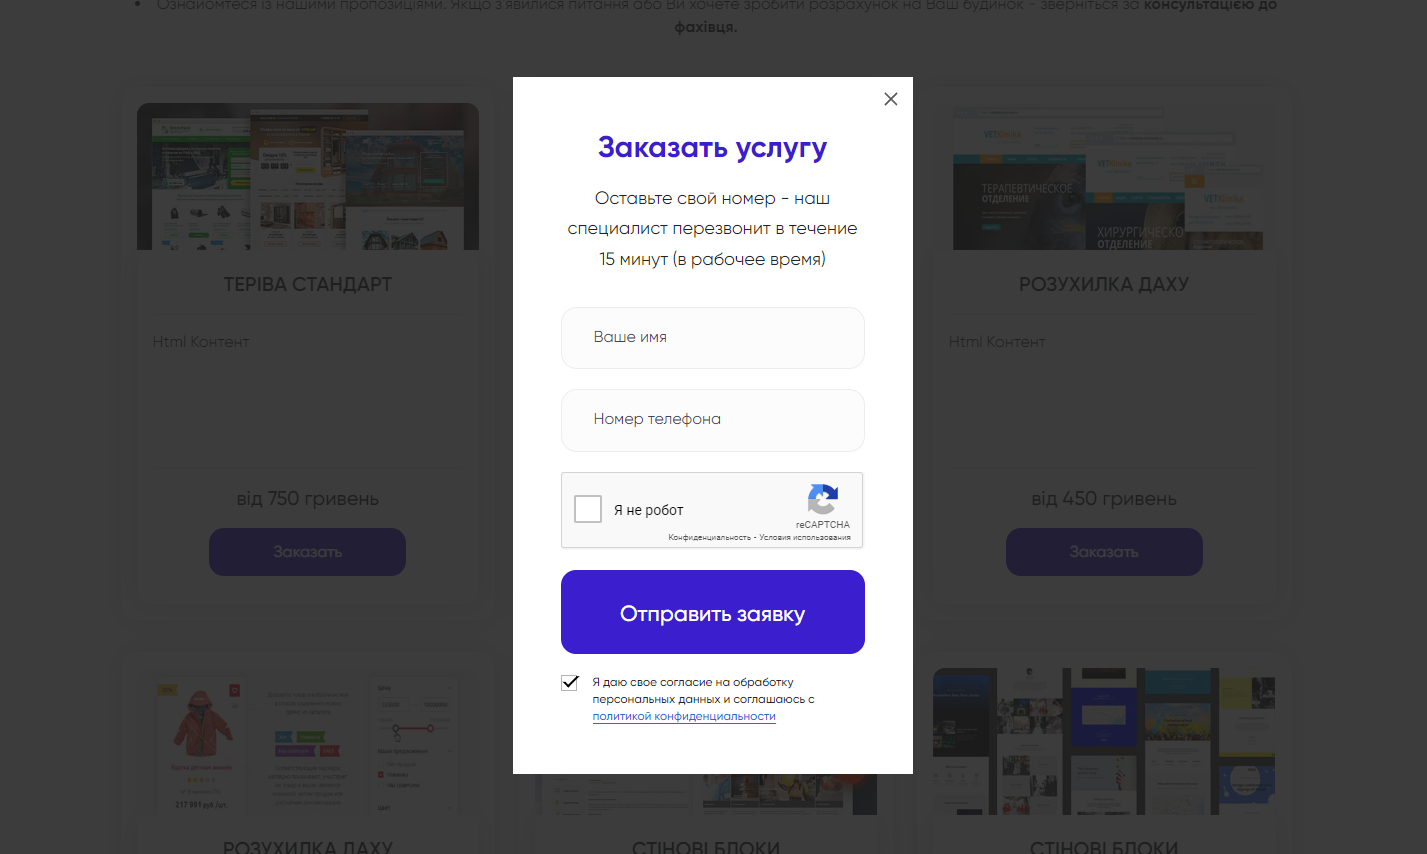 Ознайомтеся із нашими пропозиціями. Якщо з'явилися питання або Ви хочете зробити розрахунок на Ваш будинок - зверніться за консультацією до
фахівця.
Заказать услугу
Оставьте свой номер - наш
специалист перезвонит в течение
15 минут (в рабочее время)
Ваше имя
Номер телефона
Я не робот
reCAPTCHA
Конфиденциальность - Условия использования
Отправить заявку
Я даю свое согласие на обработку
персональных данных и соглашаюсь с
политикой конфиденциальности
ТЕРІВА СТАНДАРТ
Html Контент
від 750 гривень
Заказать
ТЕРАПЕВТИЧЕСКОЕ
ОТДЕЛЕНИЕ
ХИРУРГИЧЕСКО
ОТДЕЛЕНИЕ
РОЗУХИЛКА ДАХУ
Html Контент
від 450 гривень
Заказать
217 991 руб./шт.
РОЗУХИЛКА ДАХУ
СТІНОВІ БЛОКИ
СТІНОВІ БЛОКИ